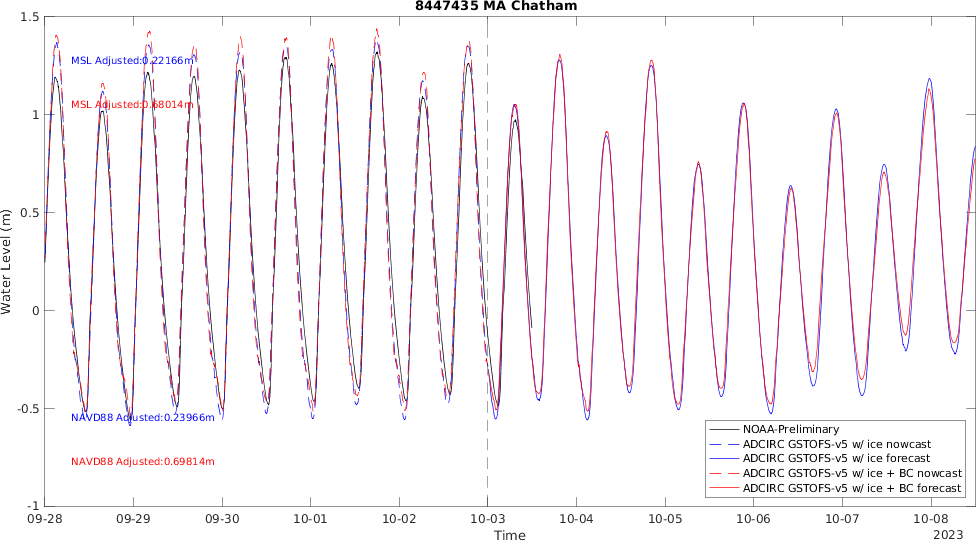 8447435 MA Chatham
1.5
1
0.5
0
-0.5
-1
Water Level (m)
MSL Adjusted:0.22166m
MSL Adjusted:0.68014m
NAVD88 Adjusted:0.23966m
NAVD88 Adjusted:0.69814m
NOAA-Preliminary
ADCIRC GSTOFS-v5 w/ ice nowcast
ADCIRC GSTOFS-v5 w/ ice forecast
ADCIRC GSTOFS-v5 w/ ice + BC nowcast
ADCIRC GSTOFS-v5 w/ ice + BC forecast
09-28 09-29 09-30 10-01 10-02 10-03 10-04 10-05 10-06 10-07 10-08
Time
2023